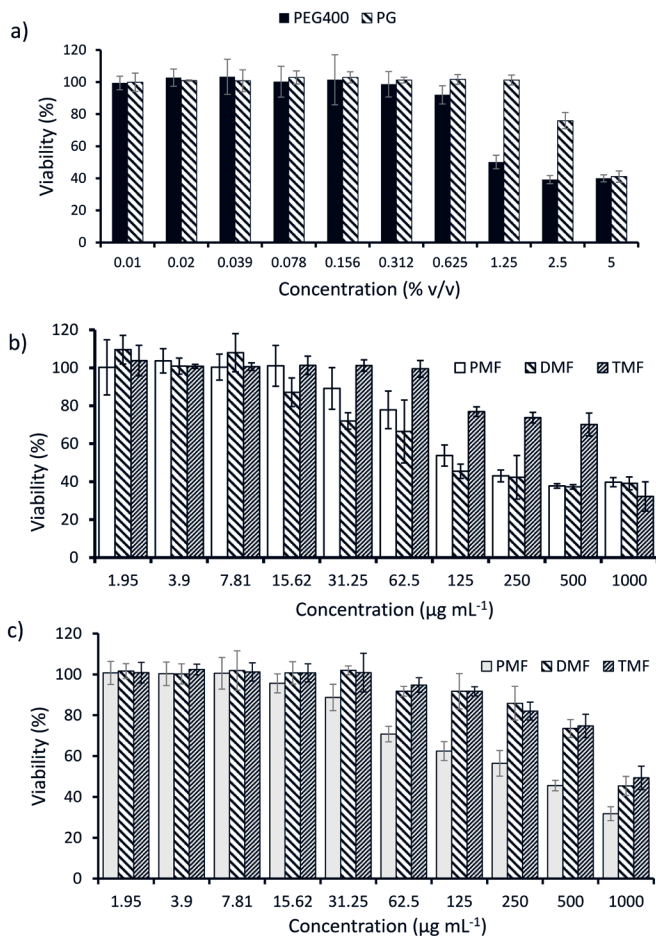 PEG400 PG
a)
120
100
80
60
40
20
0
Viability (%)
0.01 0.02 0.039 0.078 0.156 0.312 0.625 1.25 2.5 5
Concentration (% v/v)
b)
120
100
80
60
40
20
0
Viability (%)
PMF DMF TMF
1.95 3.9 7.81 15.62 31.25 62.5 125 250 500 1000
Concentration (µg mL⁻¹)
c)
120
100
80
60
40
20
0
Viability (%)
PMF DMF TMF
1.95 3.9 7.81 15.62 31.25 62.5 125 250 500 1000
Concentration (µg mL⁻¹)